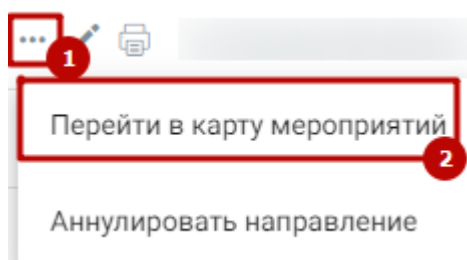 ... 
1
Перейти в карту мероприятий
2
Аннулировать направление